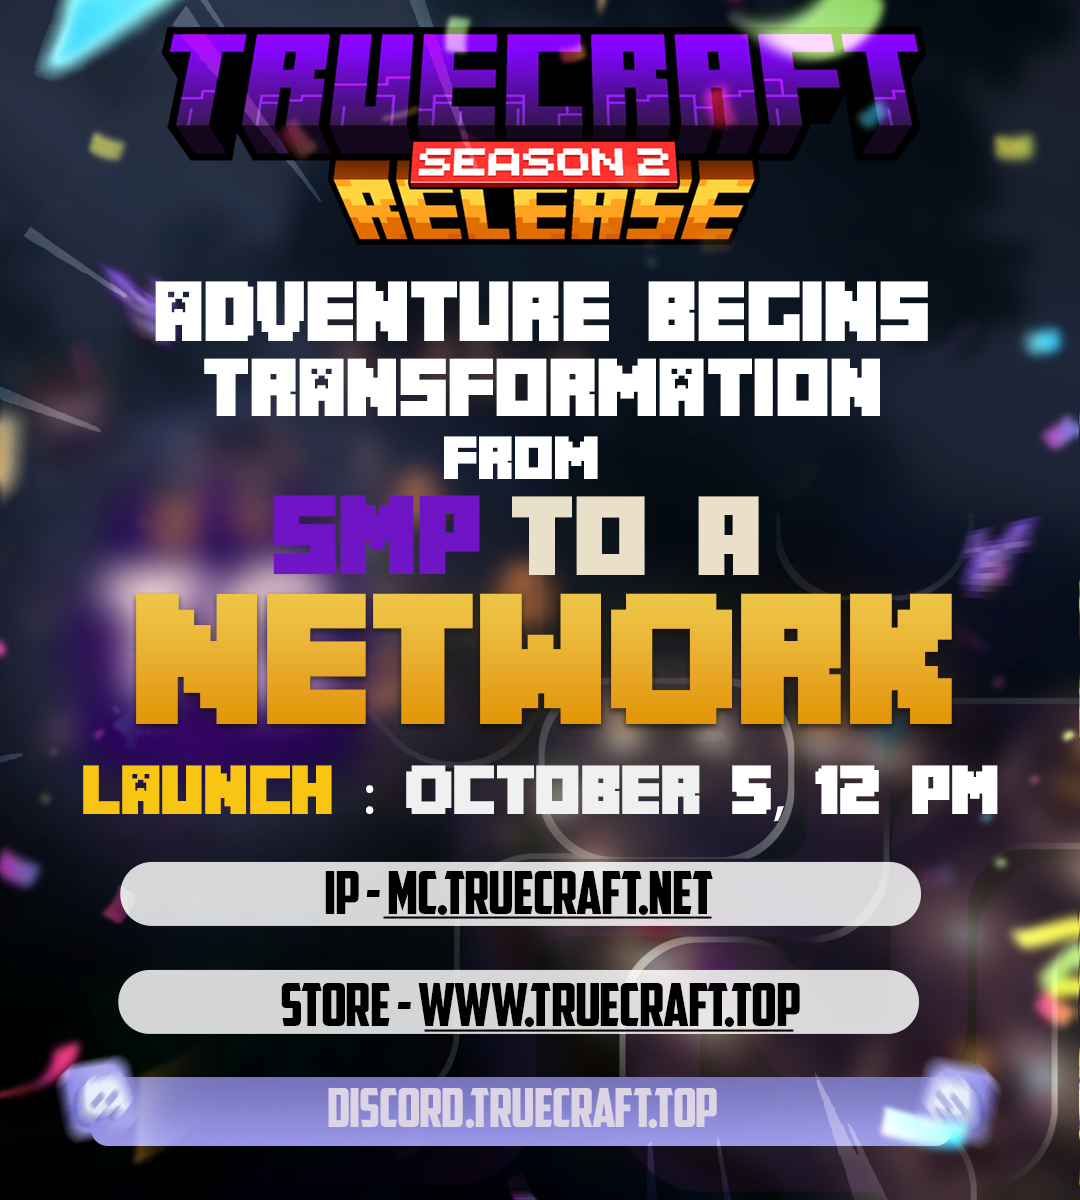 TRUECRAFT
SEASON 2
RELEASE
ADVENTURE BEGINS
TRANSFORMATION
FROM
SMP TO A
NETWORK
LAUNCH : OCTOBER 5, 12 PM
IP - MC.TRUECRAFT.NET
STORE - WWW.TRUECRAFT.TOP
DISCORD.TRUECRAFT.TOP